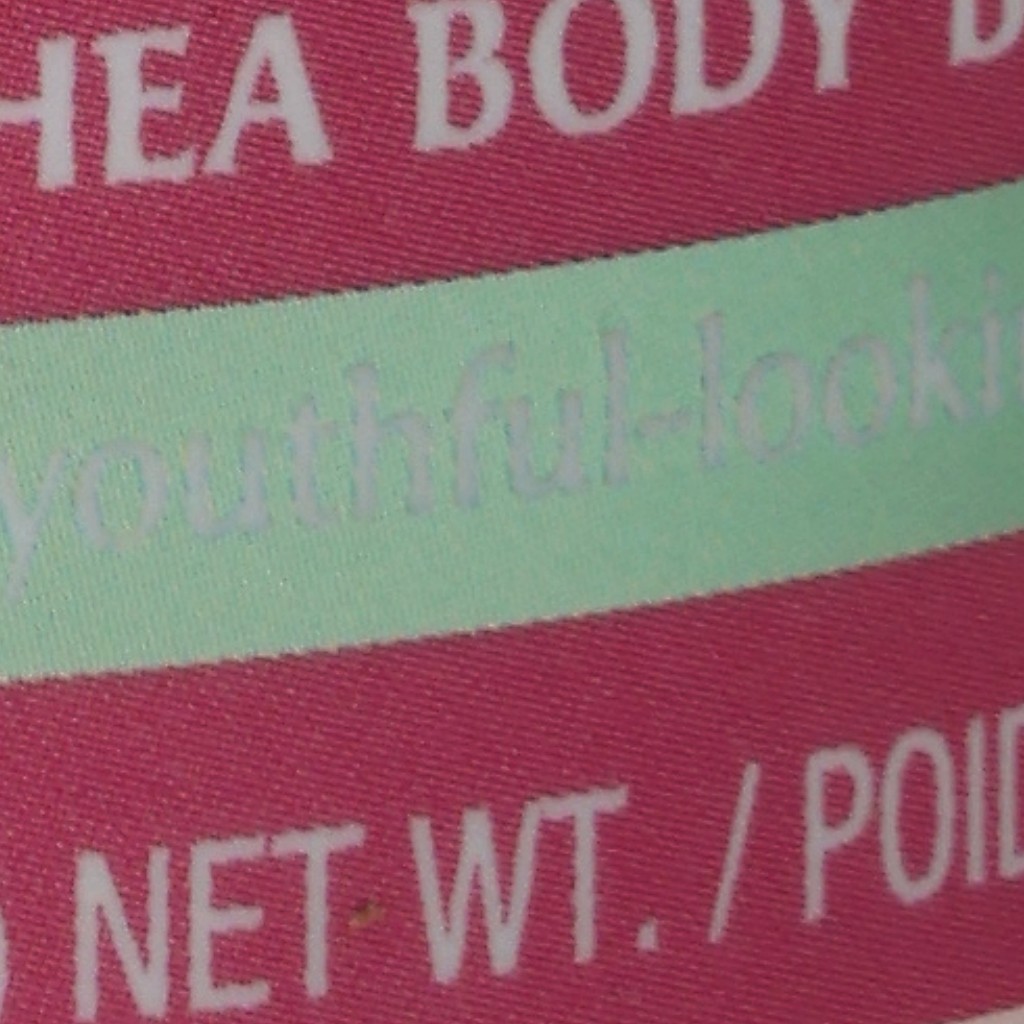 HEA BODY
youthful-looki
NET WT. / POID